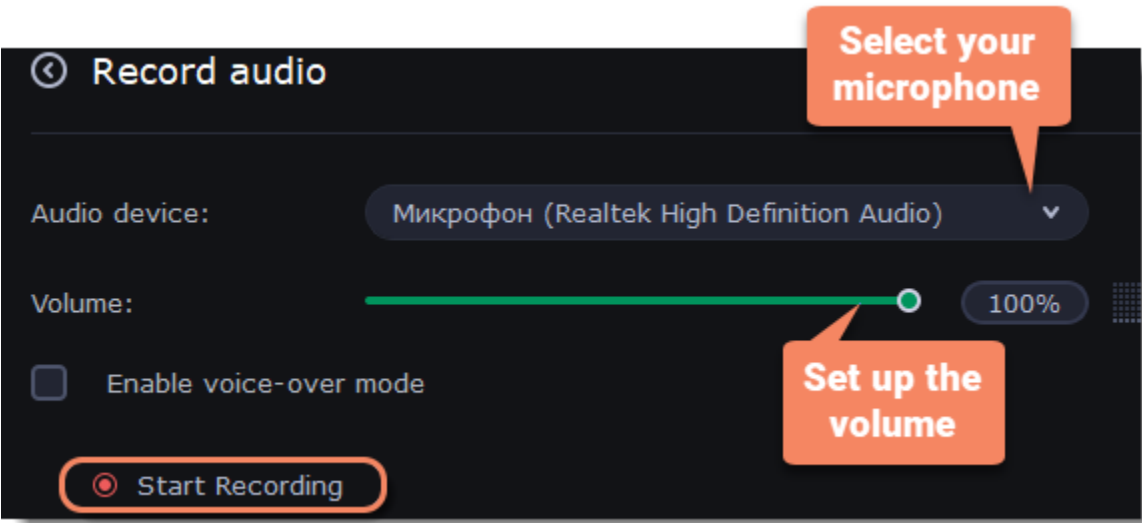 Select your
microphone
Record audio
Audio device:
Микрофон (Realtek High Definition Audio)
Volume:
100%
Set up the
volume
Enable voice-over mode
Start Recording